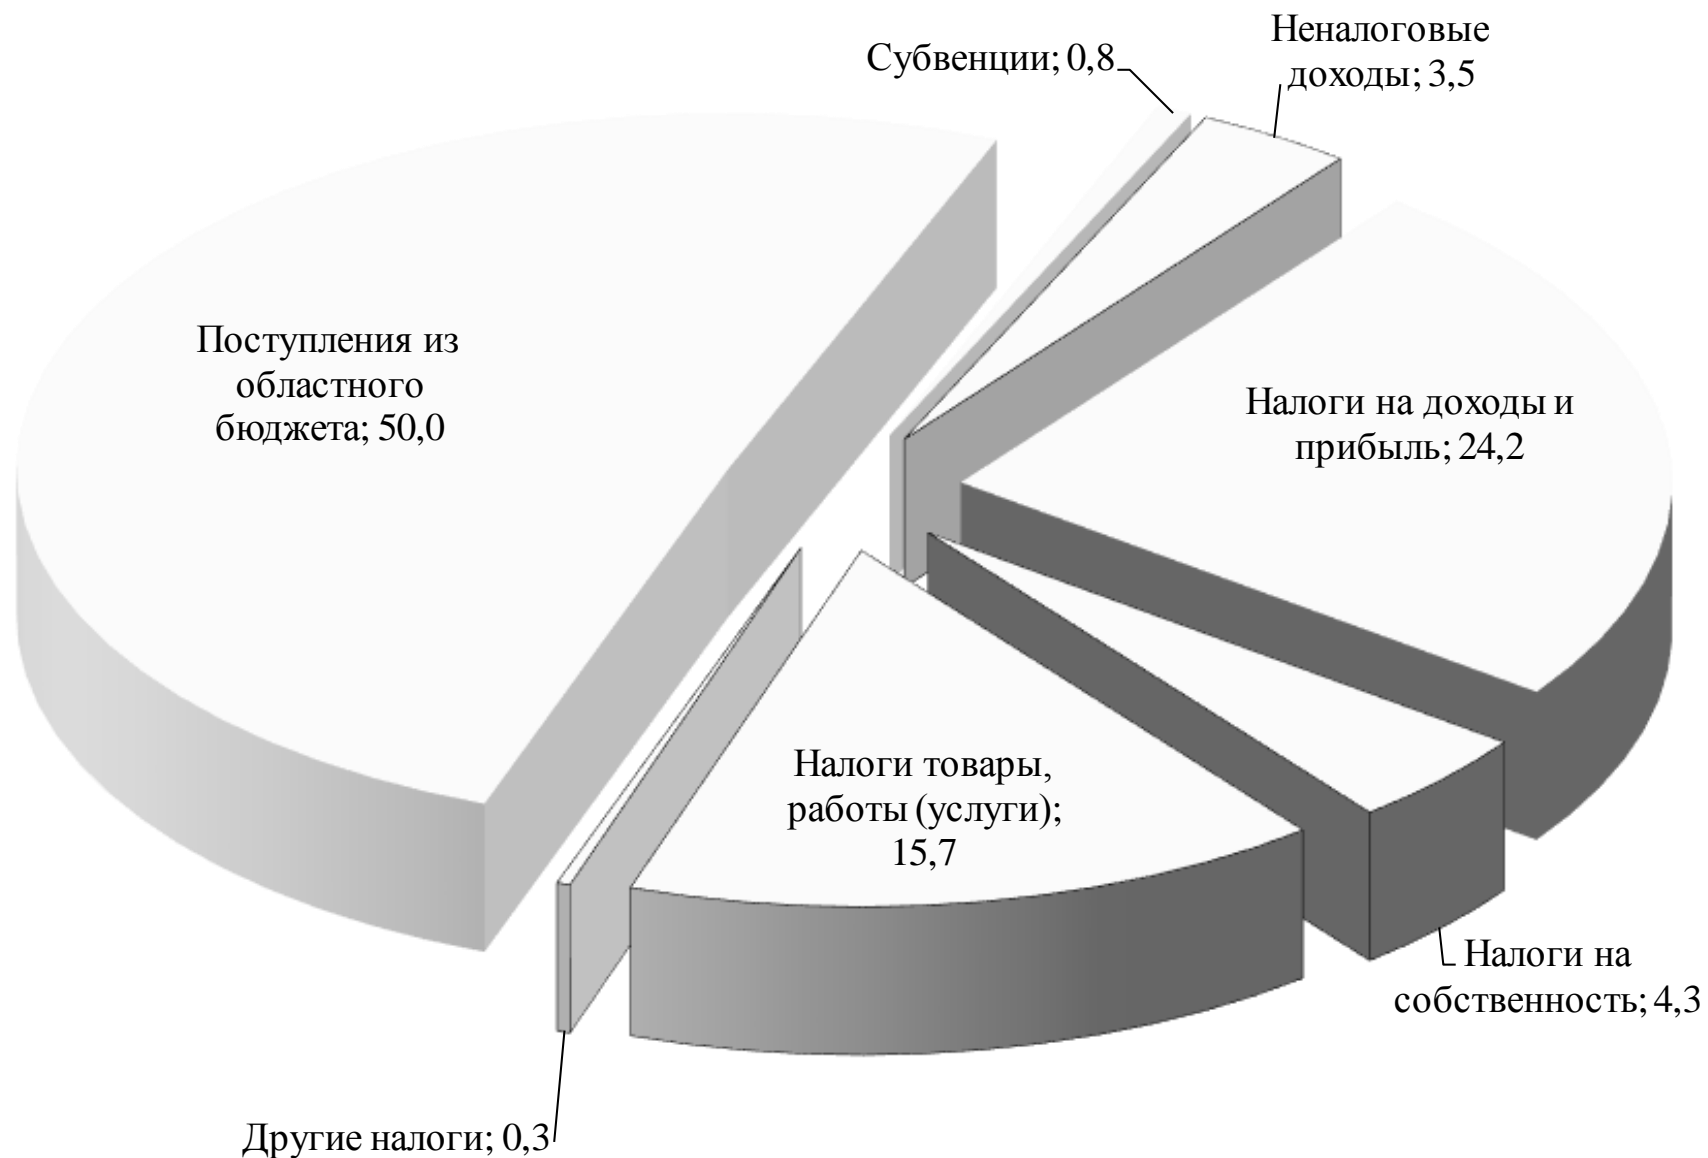 Неналоговые
доходы; 3,5
Субвенции; 0,8
Поступления из
областного
бюджета; 50,0
Налоги на доходы и
прибыль; 24,2
Налоги товары,
работы (услуги);
15,7
Налоги на
собственность; 4,3
Другие налоги; 0,3